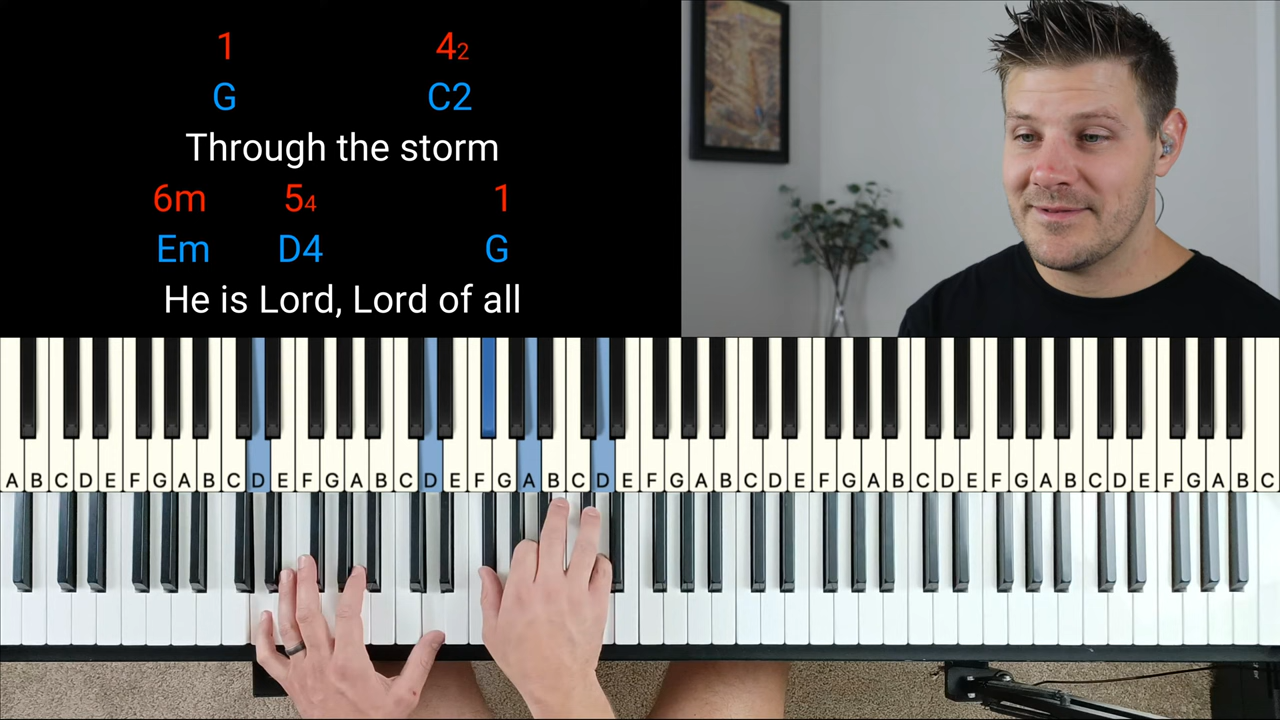 1 42
G C2
Through the storm
6m 54 1
Em D4 G
He is Lord, Lord of all
A B C D E F G A B C D E F G A B C D E F G A B C D E F G A B C D E F G A B C D E F G A B C D E F G A B C